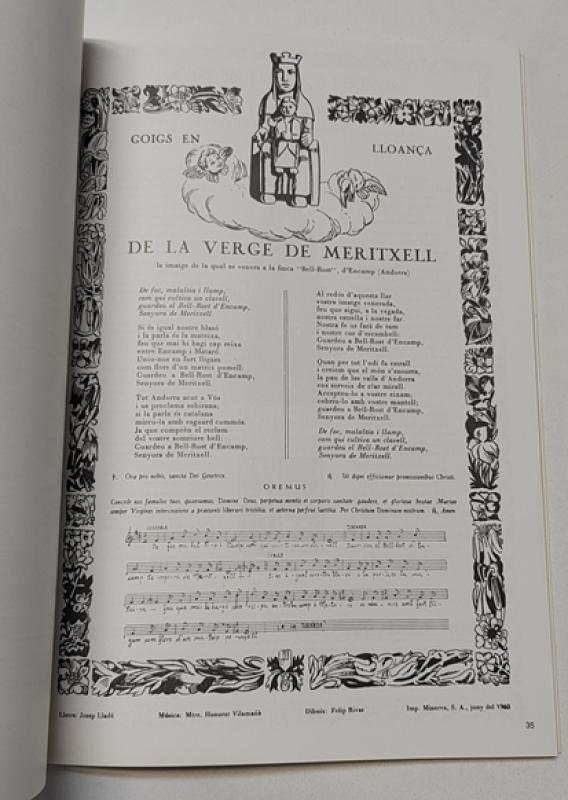 GOIGS EN LLOANÇA
DE LA VERGE DE MERITXELL
la imatge de la qual es venera a la finca "Bell-Rost", d'Encamp (Andorra)
De foc, malaltia i llamp,
com qui cultiva un clavell,
guardeu el Bell-Rost d'Encamp,
Senyora de Meritxell.
Si és igual nostre blasó
i la parla és la mateixa,
feu que mai hi hagi cap reixa
entre Encamp i Mataró.
Uniu-nos en fort lligam
com flors d'un mateix pomell:
Guardeu a Bell-Rost d'Encamp,
Senyora de Meritxell.
Tot Andorra acut a Vós
i us proclama sobirana;
si la parla és catalana
mireu-la amb esguard commós.
Ja que comprèn el reclam
del vostre somriure bell:
Guardeu a Bell-Rost d'Encamp,
Senyora de Meritxell.
Al redós d'aquesta llar
vostra imatge venerada,
feu que sigui, a la vegada,
nostra estrella i nostre far.
Nostra fe us farà de ram
i nostre cor d'escambell:
Guardeu a Bell-Rost d'Encamp,
Senyora de Meritxell.
Quan per tot l'odi fa estrall
i creiem que el món s'ensorra,
la pau de les valls d'Andorra
ens serveix de clar mirall.
Accepteu-lo a vostre eixam;
cobriu-lo amb vostre mantell;
guardeu a Bell-Rost d'Encamp,
Senyora de Meritxell.
De foc, malaltia i llamp,
com qui cultiva un clavell,
guardeu el Bell-Rost d'Encamp,
Senyora de Meritxell.
℣. Ora pro nobis, sancta Dei Genetrix.
℟. Ut digni efficiamur promissionibus Christi.
OREMUS
Concede nos famulos tuos, quaesumus, Domine Deus, perpetua mentis et corporis sanitate gaudere, et gloriosa beatae Mariae
semper Virginis intercessione a praesenti liberari tristitia, et aeterna perfrui laetitia. Per Christum Dominum nostrum. ℟. Amen
TORNADA
Lletra: Josep Lladó
Música: Mtre. Honorat Vilamanyà
Dibuix: Felip Rivar
Imp. Minerva, S. A., juny del
35